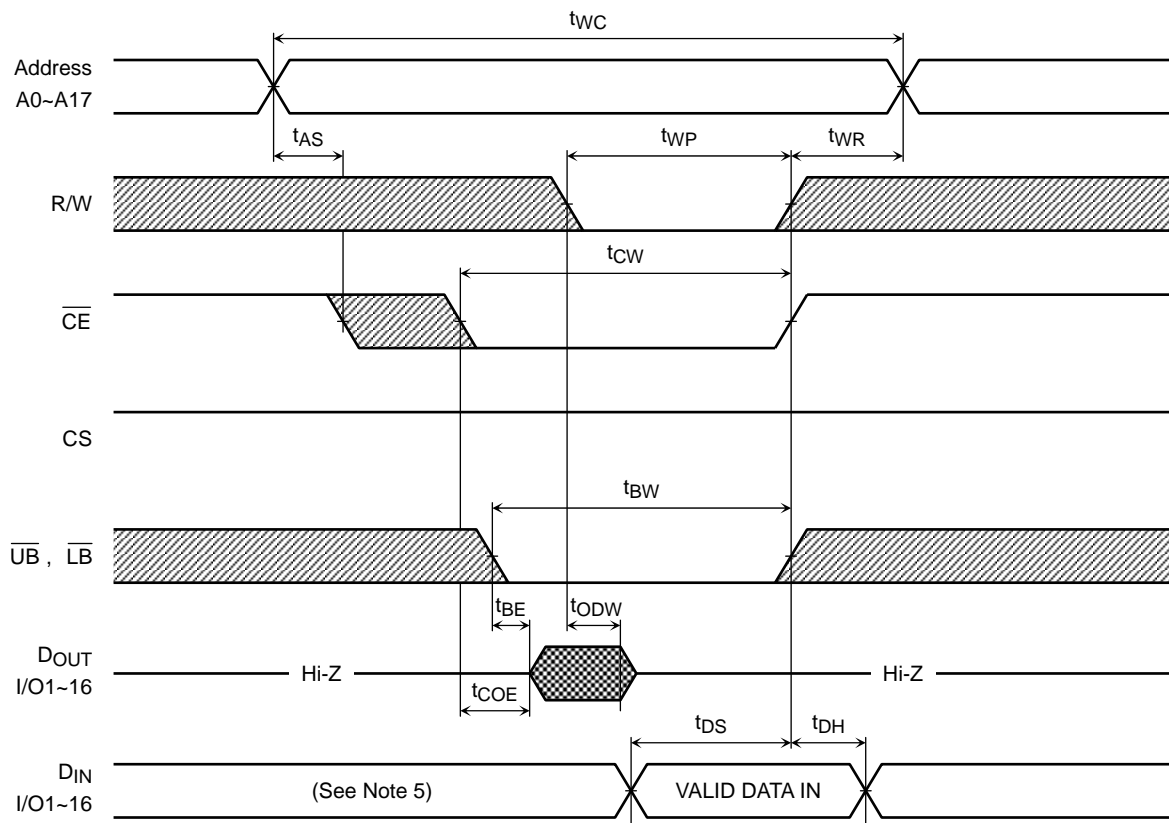 tWC
Address
A0~A17
tAS
tWP
tWR
R/W
tCW
CE
CS
tBW
UB , LB
tBE
tODW
DOUT
I/O1~16
Hi-Z
Hi-Z
tCOE
tDS
tDH
DIN
I/O1~16
(See Note 5)
VALID DATA IN